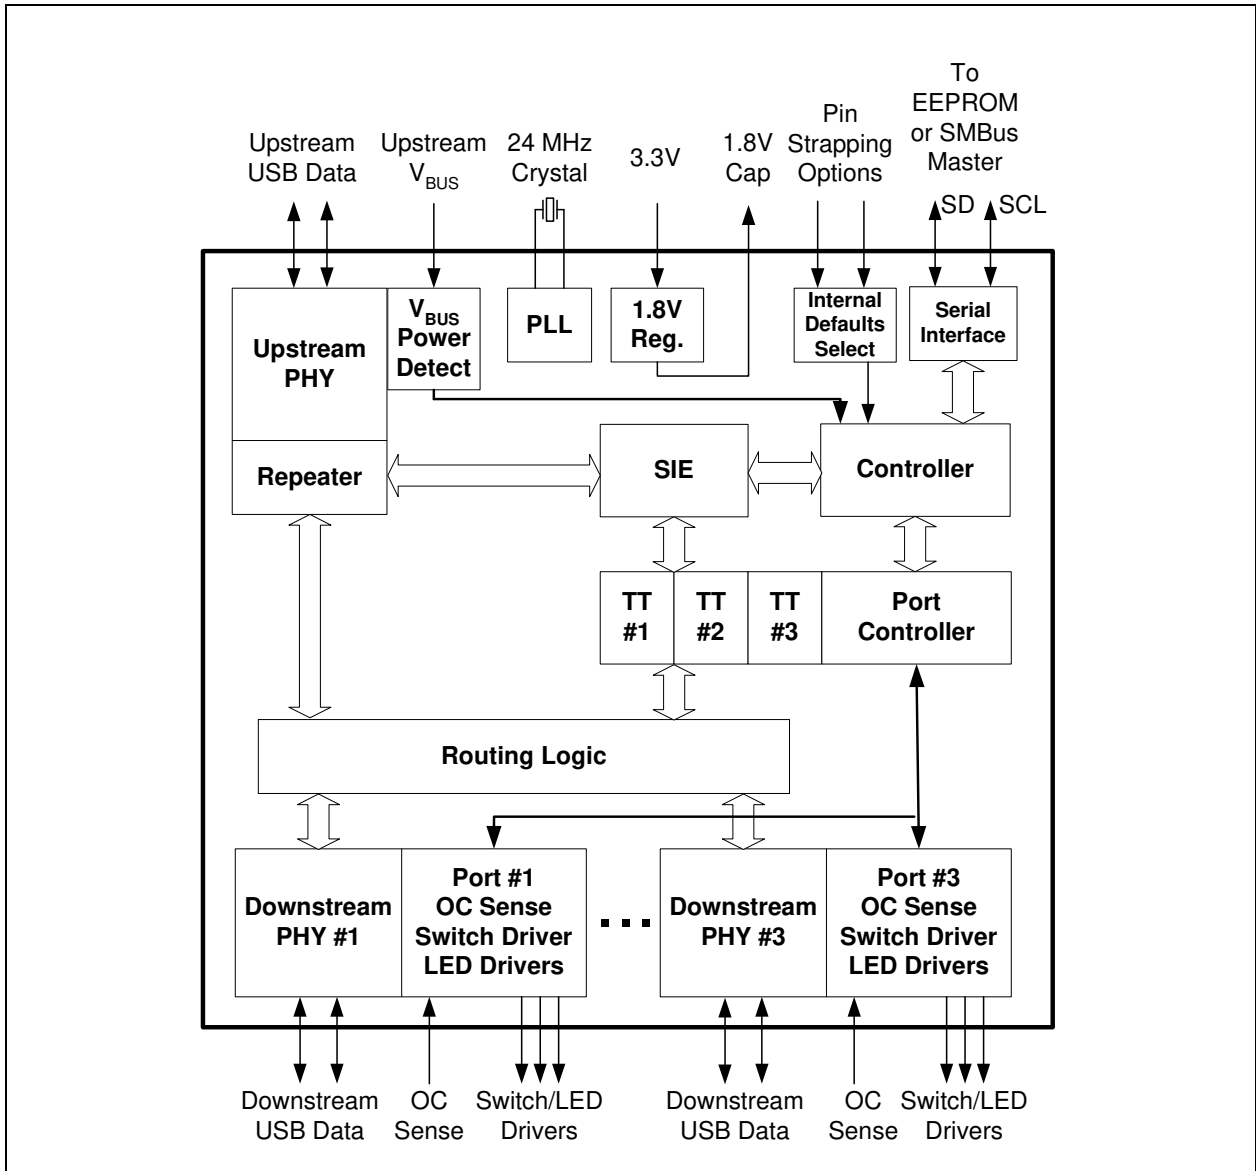 To
EEPROM
or SMBus
Master
Upstream
USB Data
Upstream
VBUS
24 MHz
Crystal
3.3V
1.8V
Cap
Pin
Strapping
Options
SD
SCL
Upstream
PHY
VBUS
Power
Detect
PLL
1.8V
Reg.
Internal
Defaults
Select
Serial
Interface
Repeater
SIE
Controller
TT
#1
TT
#2
TT
#3
Port
Controller
Routing Logic
Downstream
PHY #1
Port #1
OC Sense
Switch Driver
LED Drivers
Downstream
PHY #3
Port #3
OC Sense
Switch Driver
LED Drivers
Downstream
USB Data
OC
Sense
Switch/LED
Drivers
Downstream
USB Data
OC
Sense
Switch/LED
Drivers